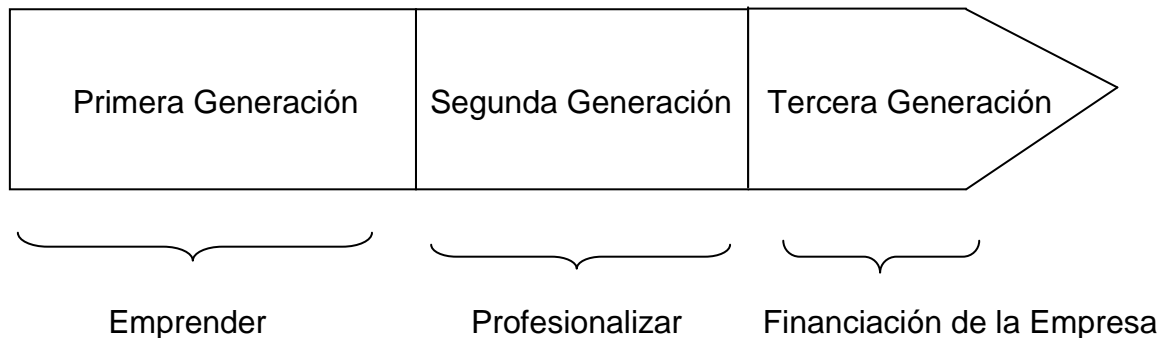 Primera Generación
Segunda Generación
Tercera Generación
Emprender
Profesionalizar
Financiación de la Empresa